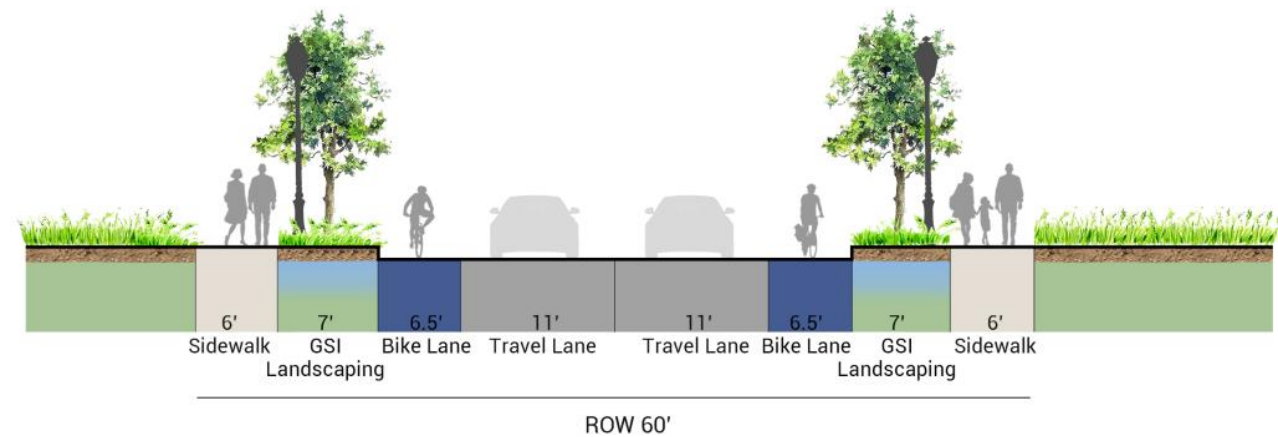 6' 7' 6.5' 11' 11' 6.5' 7' 6'
Sidewalk GSI Bike Lane Travel Lane Travel Lane Bike Lane GSI Sidewalk
Landscaping Landscaping
ROW 60'